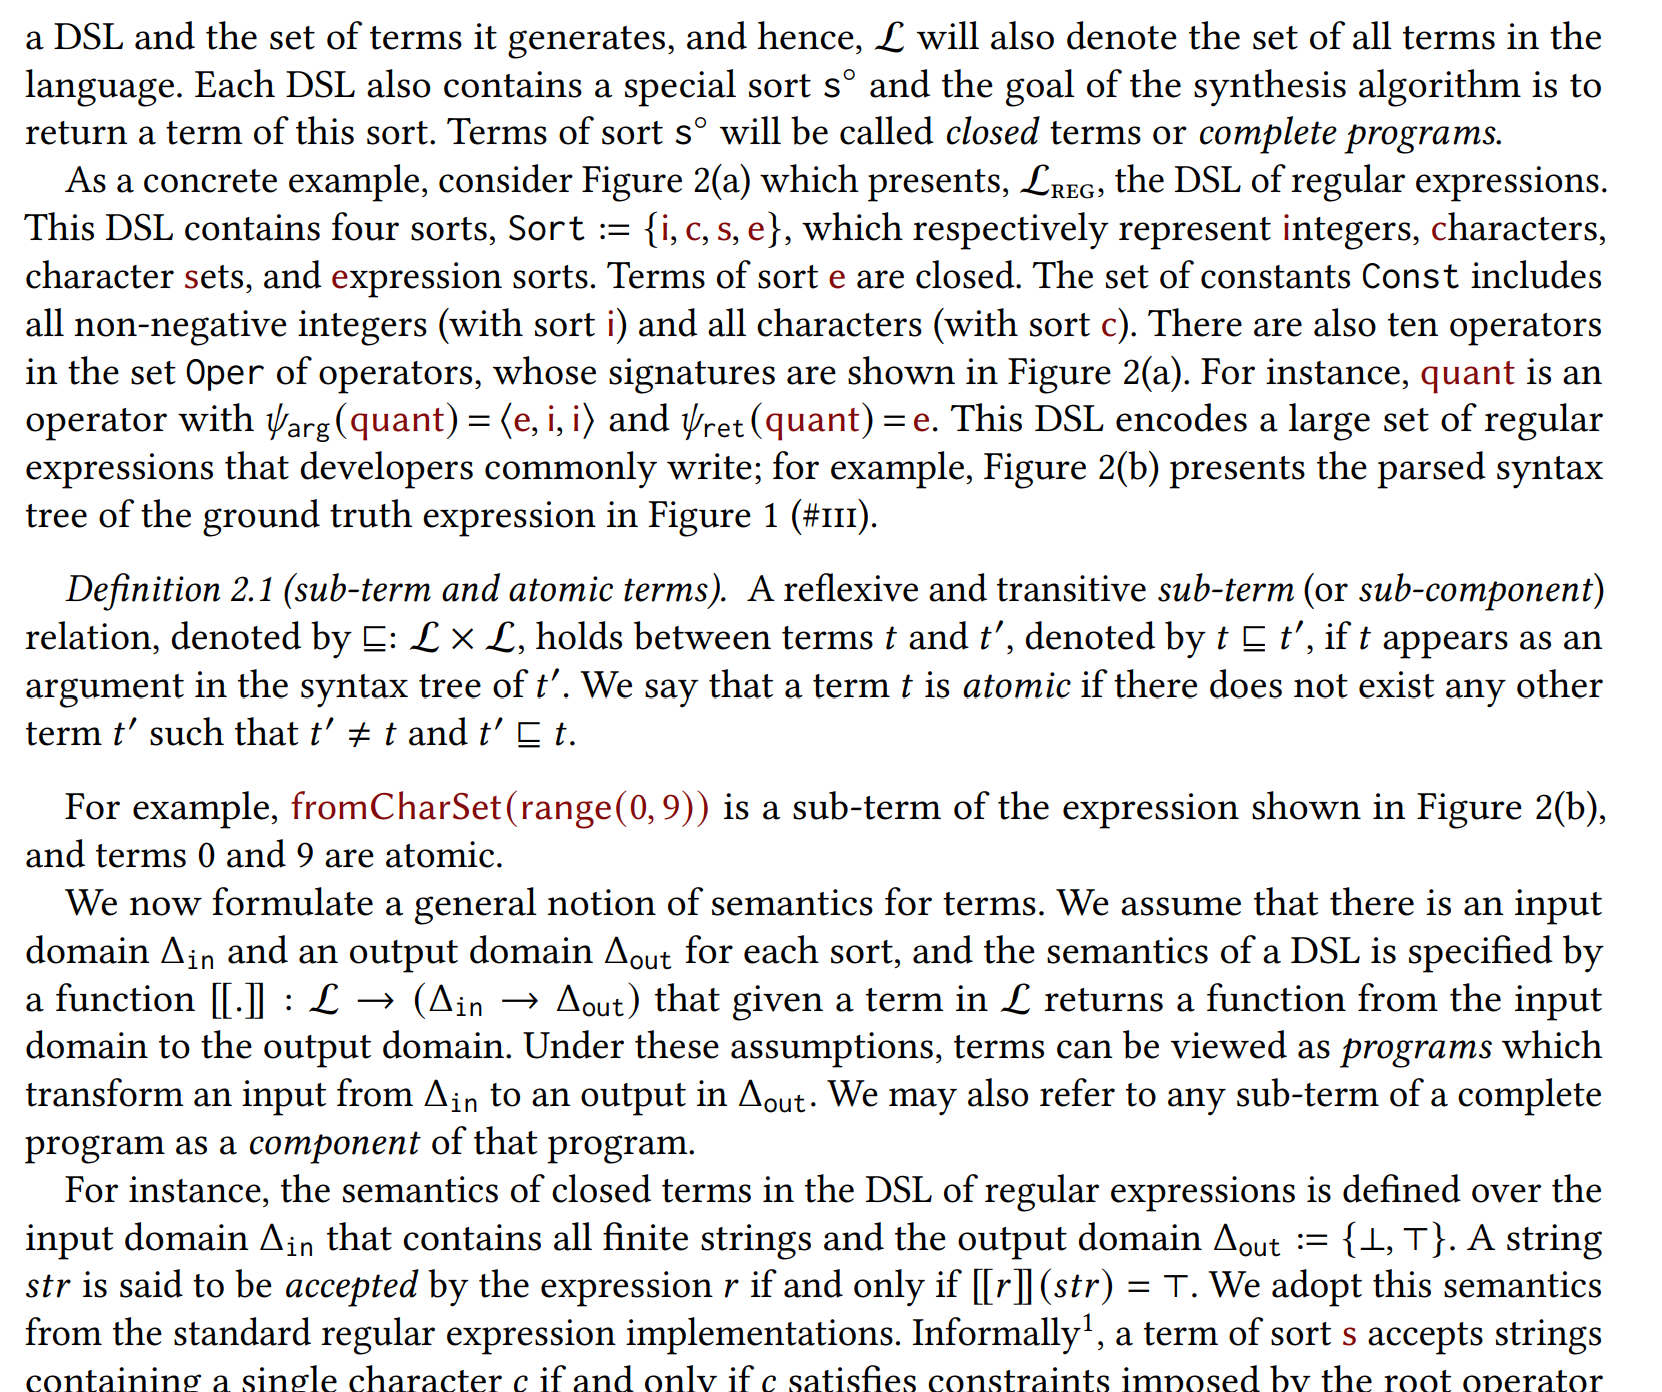 a DSL and the set of terms it generates, and hence, ℒ will also denote the set of all terms in the
language. Each DSL also contains a special sort s° and the goal of the synthesis algorithm is to
return a term of this sort. Terms of sort s° will be called closed terms or complete programs.
As a concrete example, consider Figure 2(a) which presents, ℒREG, the DSL of regular expressions.
This DSL contains four sorts, Sort := {i, c, s, e}, which respectively represent integers, characters,
character sets, and expression sorts. Terms of sort e are closed. The set of constants Const includes
all non-negative integers (with sort i) and all characters (with sort c). There are also ten operators
in the set Oper of operators, whose signatures are shown in Figure 2(a). For instance, quant is an
operator with ψarg(quant) = ⟨e, i, i⟩ and ψret(quant) = e. This DSL encodes a large set of regular
expressions that developers commonly write; for example, Figure 2(b) presents the parsed syntax
tree of the ground truth expression in Figure 1 (#III).
Definition 2.1 (sub-term and atomic terms). A reflexive and transitive sub-term (or sub-component)
relation, denoted by ⊑: ℒ × ℒ, holds between terms t and t′, denoted by t ⊑ t′, if t appears as an
argument in the syntax tree of t′. We say that a term t is atomic if there does not exist any other
term t′ such that t′ ≠ t and t′ ⊑ t.
For example, fromCharSet(range(0, 9)) is a sub-term of the expression shown in Figure 2(b),
and terms 0 and 9 are atomic.
We now formulate a general notion of semantics for terms. We assume that there is an input
domain Δin and an output domain Δout for each sort, and the semantics of a DSL is specified by
a function ⟦.⟧ : ℒ → (Δin → Δout) that given a term in ℒ returns a function from the input
domain to the output domain. Under these assumptions, terms can be viewed as programs which
transform an input from Δin to an output in Δout. We may also refer to any sub-term of a complete
program as a component of that program.
For instance, the semantics of closed terms in the DSL of regular expressions is defined over the
input domain Δin that contains all finite strings and the output domain Δout := {⊥, ⊤}. A string
str is said to be accepted by the expression r if and only if ⟦r⟧(str) = ⊤. We adopt this semantics
from the standard regular expression implementations. Informally¹, a term of sort s accepts strings
containing a single character c if and only if c satisfies constraints imposed by the root operator